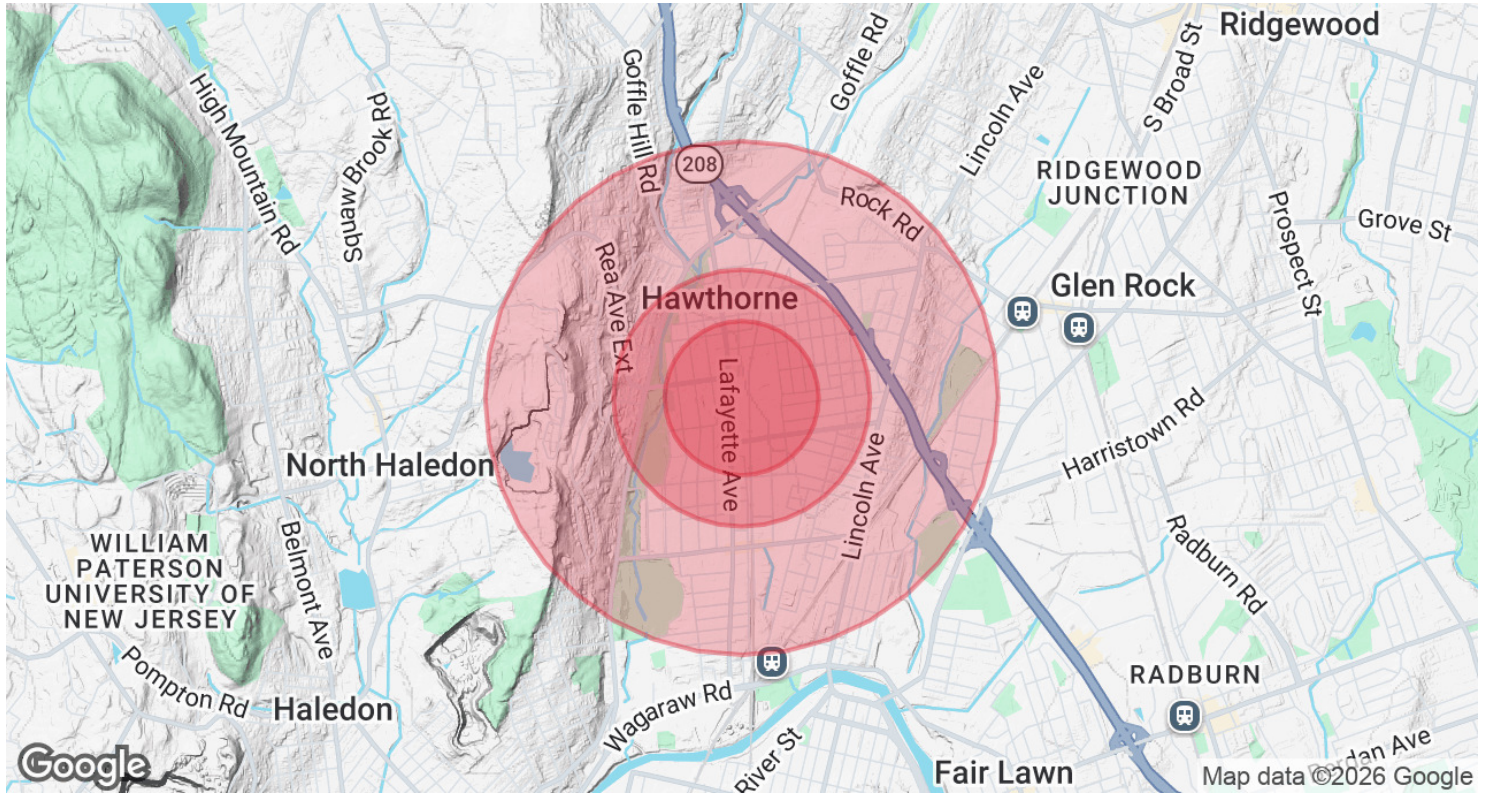 Ridgewood
Goffle Rd
Goffle Hill Rd
S Broad St
Lincoln Ave
High Mountain Rd
Squaw Brook Rd
208
RIDGEWOOD
JUNCTION
Rock Rd
Prospect St
Grove St
Rea Ave Ext
Hawthorne
Glen Rock
Lafayette Ave
Harristown Rd
North Haledon
Lincoln Ave
WILLIAM
PATERSON
UNIVERSITY OF
NEW JERSEY
Belmont Ave
Radburn Rd
Pompton Rd
Haledon
Wagaraw Rd
RADBURN
River St
Fair Lawn
Google
Map data ©2026 Google